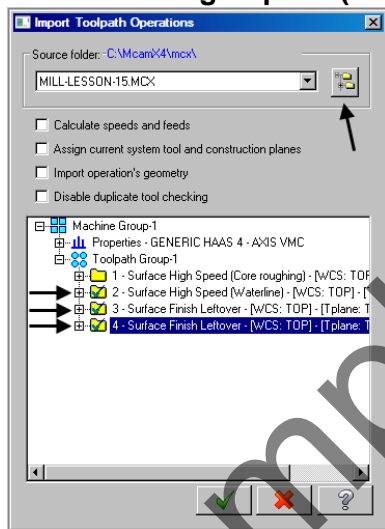 Import Toolpath Operations
Source folder: C:\McamX4\mcx\
MILL-LESSON-15.MCX
Calculate speeds and feeds
Assign current system tool and construction planes
Import operation's geometry
Disable duplicate tool checking
Machine Group-1
Properties - GENERIC HAAS 4 - AXIS VMC
Toolpath Group-1
1 - Surface High Speed (Core roughing) - [WCS: TOP
2 - Surface High Speed (Waterline) - [WCS: TOP] - [
3 - Surface Finish Leftover - [WCS: TOP] - [Tplane: T
4 - Surface Finish Leftover - [WCS: TOP] - [Tplane: T